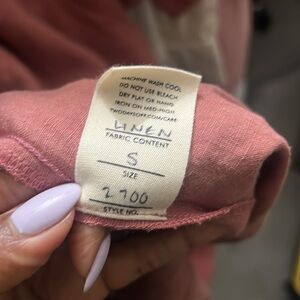 MACHINE WASH COOL
DO NOT USE BLEACH
DRY FLAT OR HANG
IRON ON MED-HIGH
TWODAYSOFF.COM/CARE
LINEN
FABRIC CONTENT
S
SIZE
2700
STYLE NO.